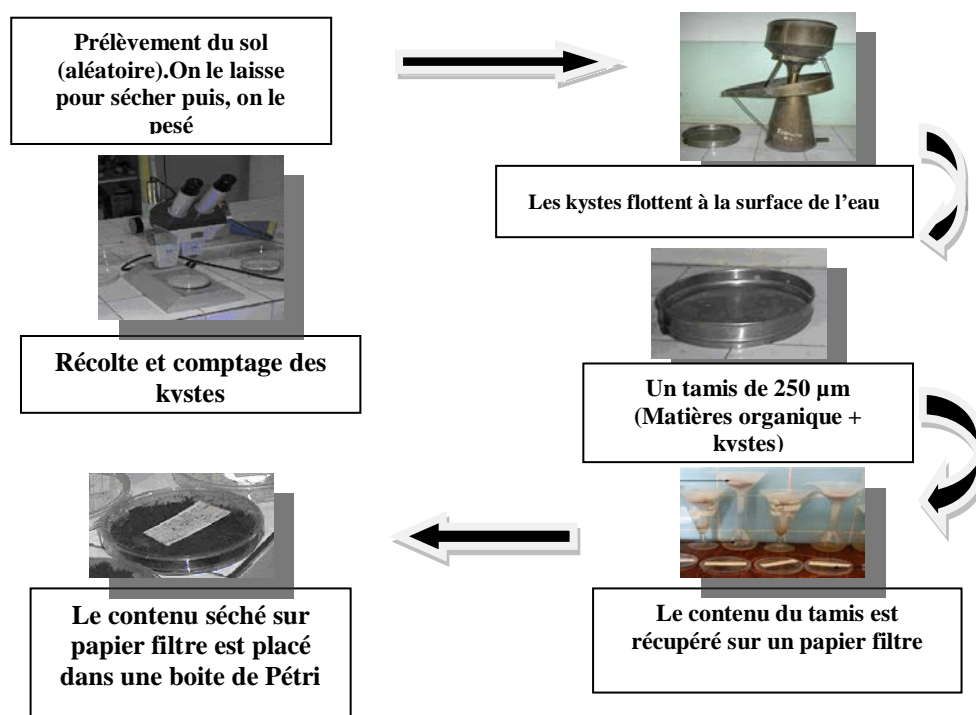 Prélèvement du sol
(aléatoire).On le laisse
pour sécher puis, on le
pesé
Les kystes flottent à la surface de l'eau
Un tamis de 250 µm
(Matières organique +
kystes)
Le contenu du tamis est
récupéré sur un papier filtre
Le contenu séché sur
papier filtre est placé
dans une boite de Pétri
Récolte et comptage des
kystes